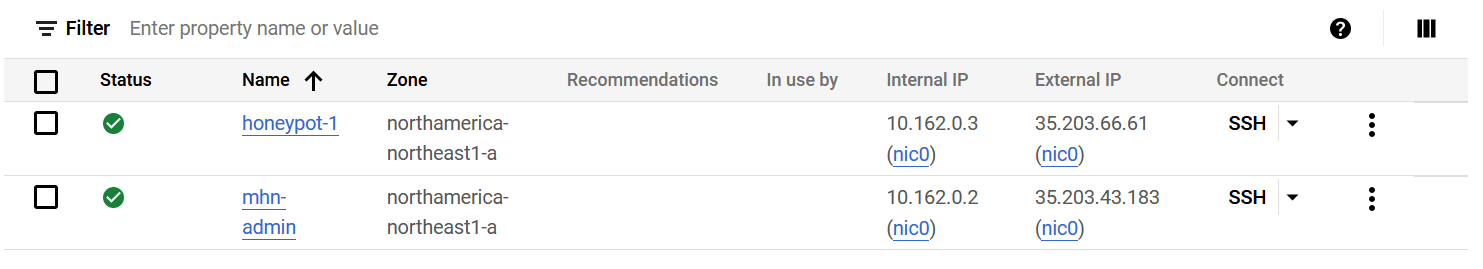 Filter Enter property name or value
Status Name Zone Recommendations In use by Internal IP External IP Connect
honeypot-1 northamerica- 10.162.0.3 35.203.66.61 SSH
northeast1-a (nic0) (nic0)
mhn- northamerica- 10.162.0.2 35.203.43.183 SSH
admin northeast1-a (nic0) (nic0)